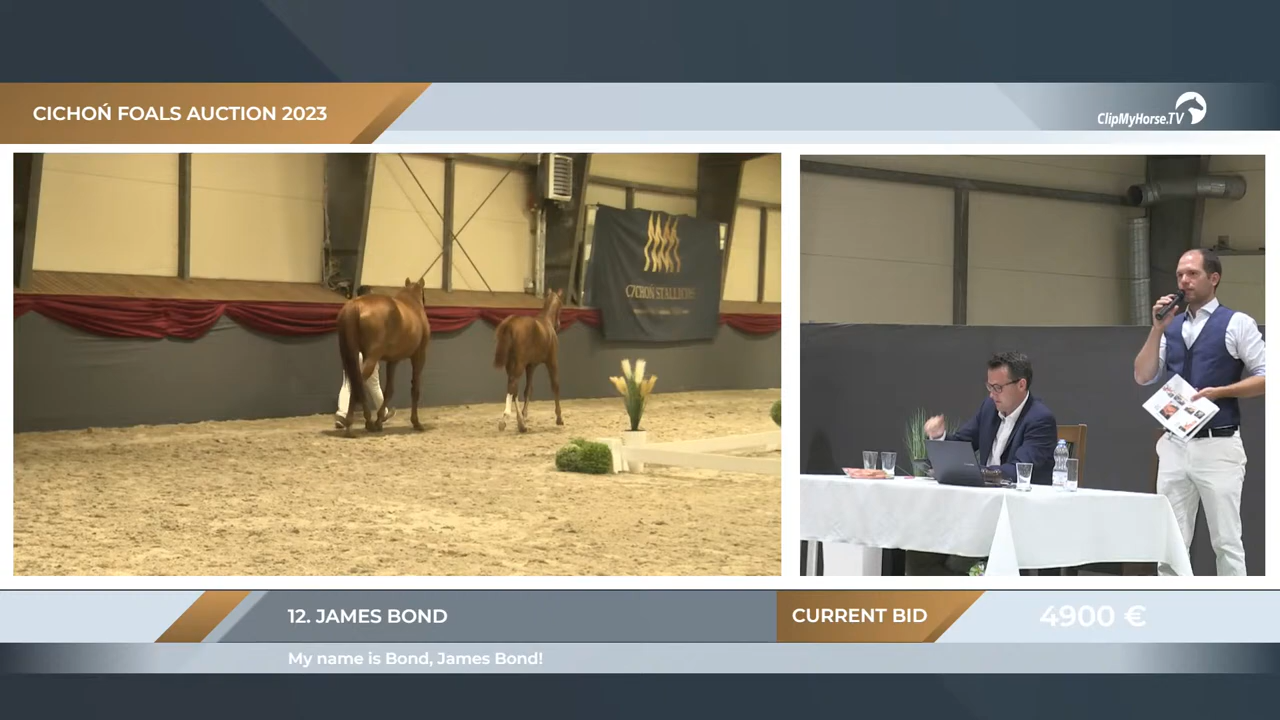 CICHOŃ FOALS AUCTION 2023
ClipMyHorse.TV
CICHOŃ STALLIONS
12. JAMES BOND
CURRENT BID
4900 €
My name is Bond, James Bond!